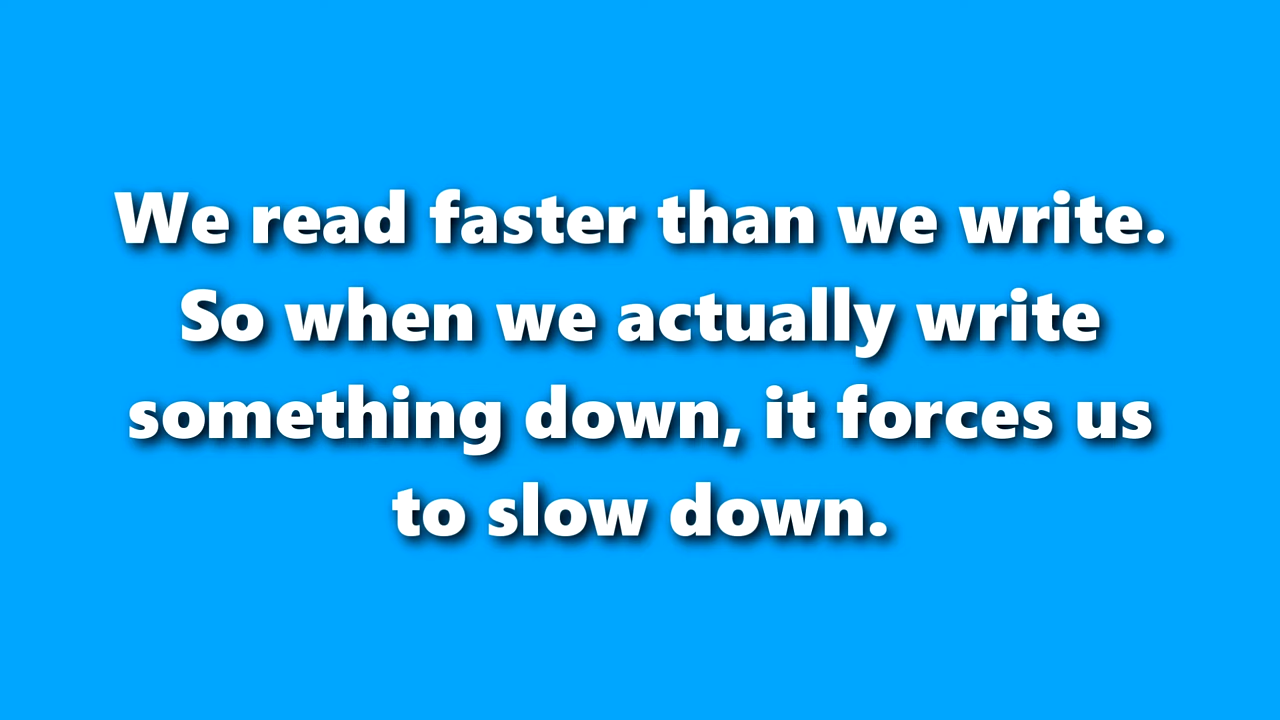 We read faster than we write.
So when we actually write
something down, it forces us
to slow down.